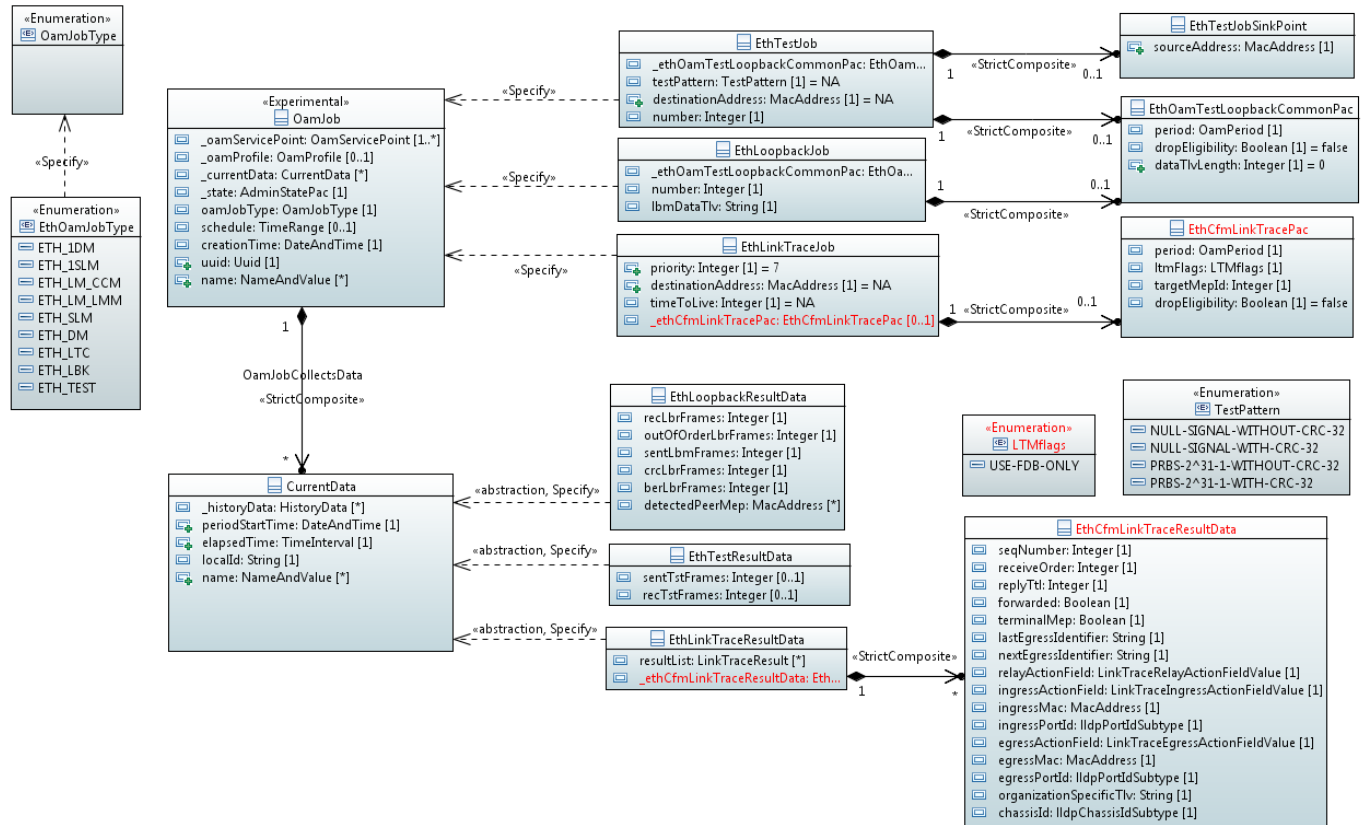 «Enumeration»
OamJobType
«Specify»
«Enumeration»
EthOamJobType
ETH_1DM
ETH_1SLM
ETH_LM_CCM
ETH_LM_LMM
ETH_SLM
ETH_DM
ETH_LTC
ETH_LBK
ETH_TEST
«Experimental»
OamJob
_oamServicePoint: OamServicePoint [1..*]
_oamProfile: OamProfile [0..1]
_currentData: CurrentData [*]
_state: AdminStatePac [1]
oamJobType: OamJobType [1]
schedule: TimeRange [0..1]
creationTime: DateAndTime [1]
uuid: Uuid [1]
name: NameAndValue [*]
1
OamJobCollectsData
«StrictComposite»
*
CurrentData
_historyData: HistoryData [*]
periodStartTime: DateAndTime [1]
elapsedTime: TimeInterval [1]
localId: String [1]
name: NameAndValue [*]
«Specify»
«Specify»
«Specify»
EthTestJob
_ethOamTestLoopbackCommonPac: EthOam...
testPattern: TestPattern [1] = NA
destinationAddress: MacAddress [1] = NA
number: Integer [1]
EthLoopbackJob
_ethOamTestLoopbackCommonPac: EthOa...
number: Integer [1]
lbmDataTlv: String [1]
EthLinkTraceJob
priority: Integer [1] = 7
destinationAddress: MacAddress [1] = NA
timeToLive: Integer [1] = NA
_ethCfmLinkTracePac: EthCfmLinkTracePac [0..1]
1
«StrictComposite»
0..1
1
«StrictComposite»
0..1
1
«StrictComposite»
0..1
1
«StrictComposite»
0..1
EthTestJobSinkPoint
sourceAddress: MacAddress [1]
EthOamTestLoopbackCommonPac
period: OamPeriod [1]
dropEligibility: Boolean [1] = false
dataTlvLength: Integer [1] = 0
EthCfmLinkTracePac
period: OamPeriod [1]
ltmFlags: LTMflags [1]
targetMepId: Integer [1]
dropEligibility: Boolean [1] = false
«abstraction, Specify»
«abstraction, Specify»
«abstraction, Specify»
EthLoopbackResultData
recLbrFrames: Integer [1]
outOfOrderLbrFrames: Integer [1]
sentLbmFrames: Integer [1]
crcLbrFrames: Integer [1]
berLbrFrames: Integer [1]
detectedPeerMep: MacAddress [*]
EthTestResultData
sentTstFrames: Integer [0..1]
recTstFrames: Integer [0..1]
EthLinkTraceResultData
resultList: LinkTraceResult [*]
_ethCfmLinkTraceResultData: Eth...
«StrictComposite»
1
*
«Enumeration»
LTMflags
USE-FDB-ONLY
«Enumeration»
TestPattern
NULL-SIGNAL-WITHOUT-CRC-32
NULL-SIGNAL-WITH-CRC-32
PRBS-2^31-1-WITHOUT-CRC-32
PRBS-2^31-1-WITH-CRC-32
EthCfmLinkTraceResultData
seqNumber: Integer [1]
receiveOrder: Integer [1]
replyTtl: Integer [1]
forwarded: Boolean [1]
terminalMep: Boolean [1]
lastEgressIdentifier: String [1]
nextEgressIdentifier: String [1]
relayActionField: LinkTraceRelayActionFieldValue [1]
ingressActionField: LinkTraceIngressActionFieldValue [1]
ingressMac: MacAddress [1]
ingressPortId: lldpPortIdSubtype [1]
egressActionField: LinkTraceEgressActionFieldValue [1]
egressMac: MacAddress [1]
egressPortId: lldpPortIdSubtype [1]
organizationSpecificTlv: String [1]
chassisId: lldpChassisIdSubtype [1]